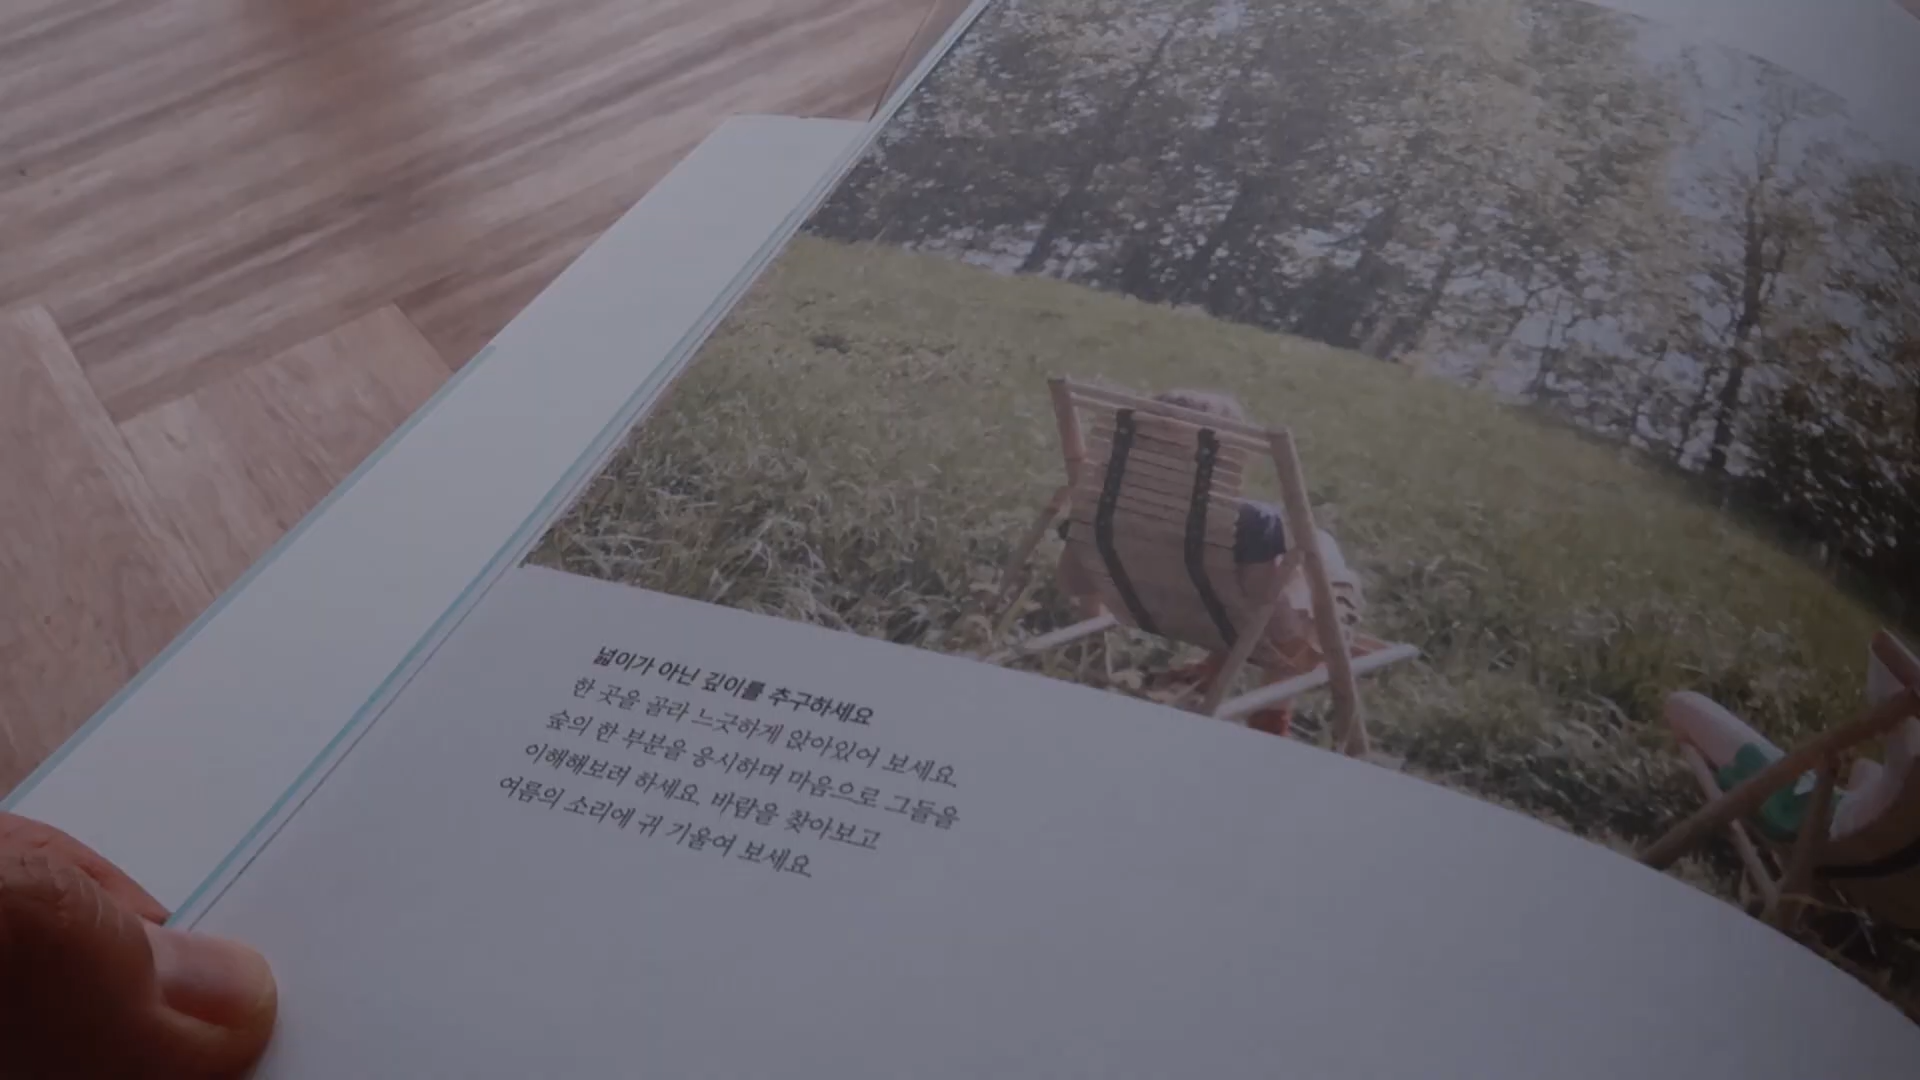 넓이가 아닌 깊이를 추구하세요
한 곳을 골라 느긋하게 앉아있어 보세요.
숲의 한 부분을 응시하며 마음으로 그들을
이해해보려 하세요. 바람을 찾아보고
여름의 소리에 귀 기울여 보세요.